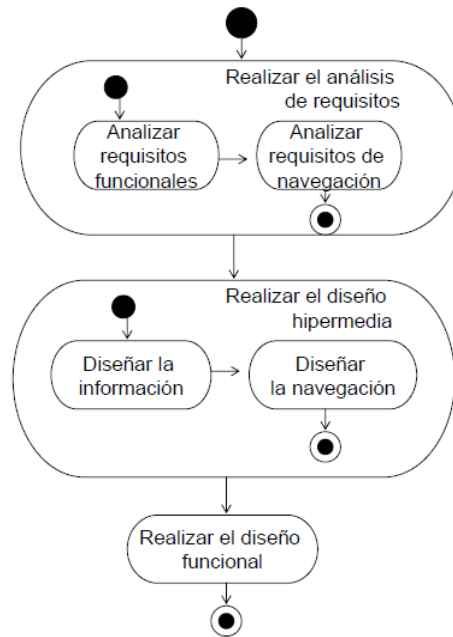 Realizar el análisis
de requisitos
Analizar
requisitos
funcionales
Analizar
requisitos de
navegación
Realizar el diseño
hipermedia
Diseñar la
información
Diseñar
la navegación
Realizar el diseño
funcional